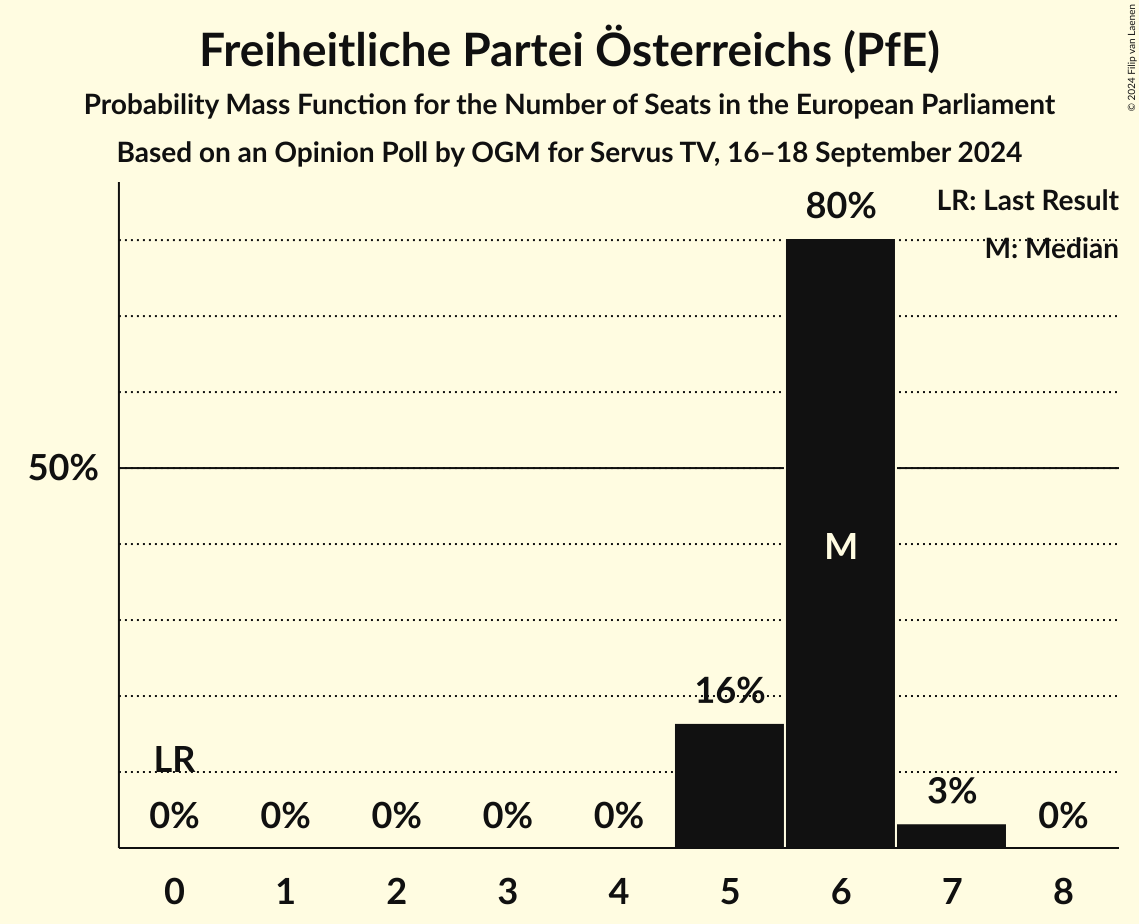 Freiheitliche Partei Österreichs (PfE)
Probability Mass Function for the Number of Seats in the European Parliament
Based on an Opinion Poll by OGM for Servus TV, 16–18 September 2024
© 2024 Filip van Laenen
LR: Last Result
M: Median
80%
50%
M
16%
LR
3%
0% 0% 0% 0% 0% 0%
0 1 2 3 4 5 6 7 8